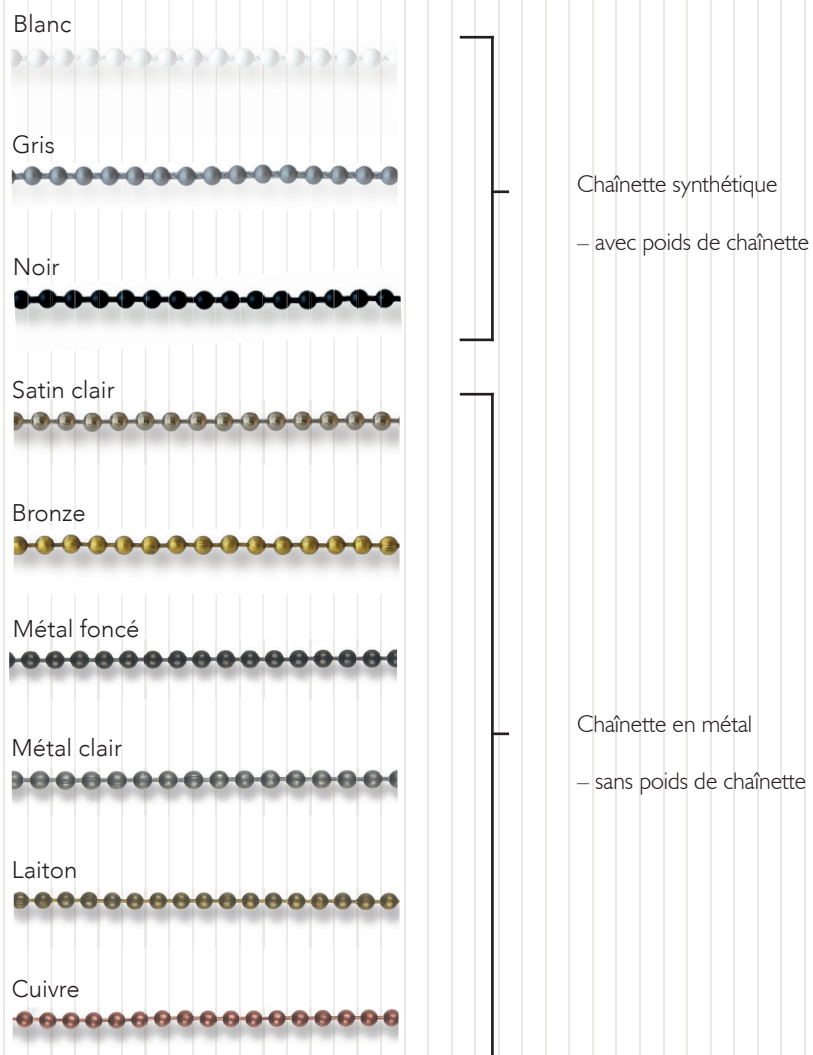 Blanc
Gris
Noir
Chaînette synthétique
– avec poids de chaînette
Satin clair
Bronze
Métal foncé
Métal clair
Laiton
Cuivre
Chaînette en métal
– sans poids de chaînette